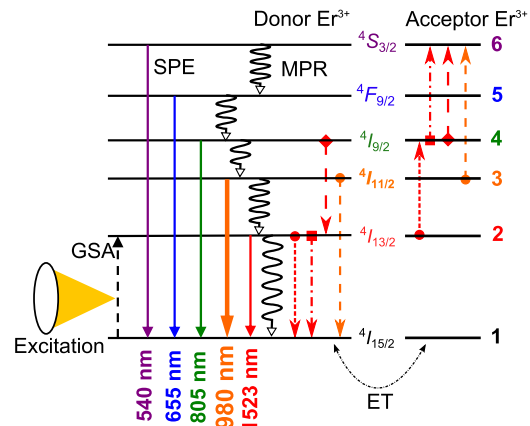 Donor Er³⁺ Acceptor Er³⁺
⁴S₃/₂ 6
SPE MPR
⁴F₉/₂ 5
⁴I₉/₂ 4
⁴I₁₁/₂ 3
⁴I₁₃/₂ 2
GSA
Excitation ⁴I₁₅/₂ 1
540 nm
655 nm
805 nm
980 nm
1523 nm
ET